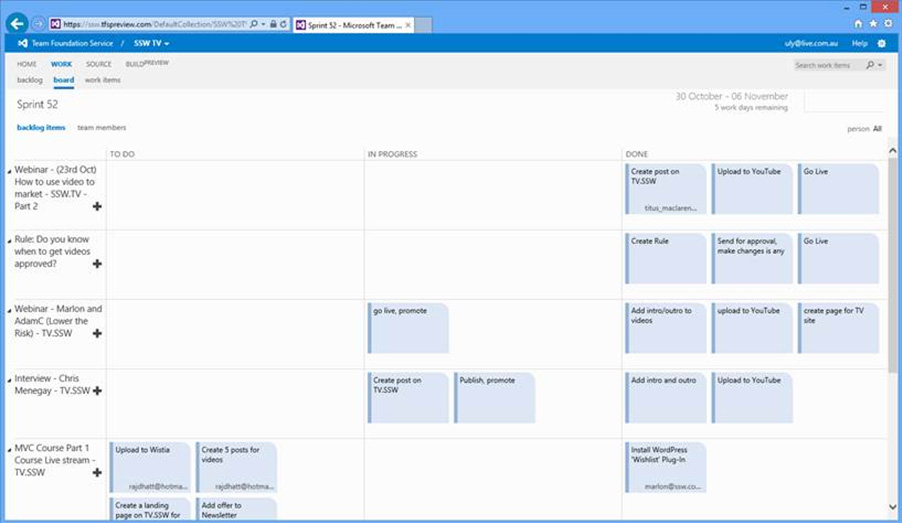 https://ssw.tfspreview.com/DefaultCollection/SSW%20T
Sprint 52 - Microsoft Team ...
Team Foundation Service / SSW TV
uly@live.com.au Help
HOME WORK SOURCE BUILD PREVIEW
Search work items
backlog board work items
Sprint 52
30 October - 06 November
5 work days remaining
backlog items team members
person All
TO DO IN PROGRESS DONE
Webinar - (23rd Oct)
How to use video to
market - SSW.TV -
Part 2
Create post on
TV.SSW
titus_maclaren...
Upload to YouTube
Go Live
Rule: Do you know
when to get videos
approved?
Create Rule
Send for approval,
make changes is any
Go Live
Webinar - Marlon and
AdamC (Lower the
Risk) - TV.SSW
go live, promote
Add intro/outro to
videos
upload to YouTube
create page for TV
site
Interview - Chris
Menegay - TV.SSW
Create post on
TV.SSW
Publish, promote
Add intro and outro
Upload to YouTube
MVC Course Part 1
Course Live stream -
TV.SSW
Upload to Wistia
rajdhatt@hotma...
Create 5 posts for
videos
rajdhatt@hotma...
Install WordPress
'Wishlist' Plug-In
marlon@ssw.co...
Create a landing
page on TV.SSW for
Add offer to
Newsletter